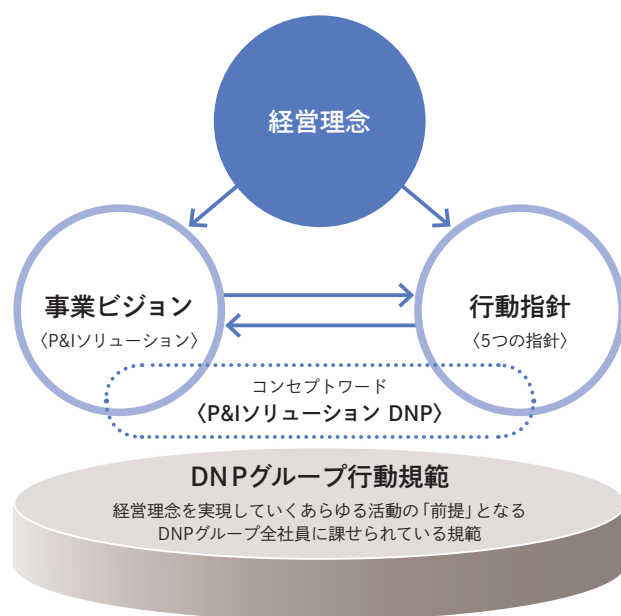 経営理念
事業ビジョン
〈P&Iソリューション〉
行動指針
〈5つの指針〉
コンセプトワード
〈P&Iソリューション DNP〉
DNPグループ行動規範
経営理念を実現していくあらゆる活動の「前提」となる
DNPグループ全社員に課せられている規範